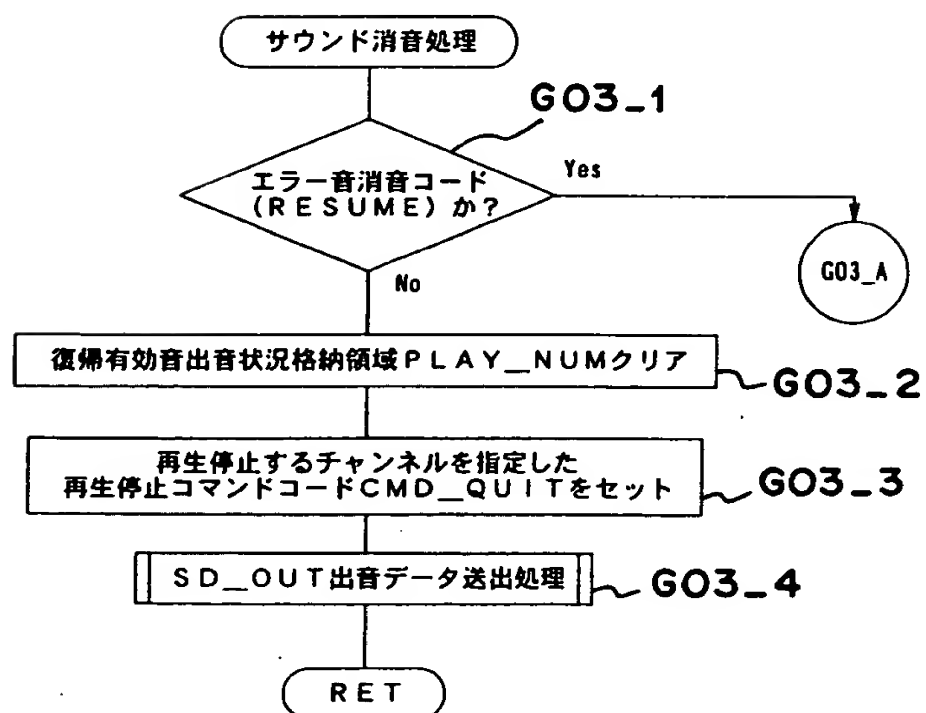 サウンド消音処理
G03_1
エラー音消音コード
(RESUME)か?
Yes
G03_A
No
復帰有効音出音状況格納領域PLAY__NUMクリア
G03_2
再生停止するチャンネルを指定した
再生停止コマンドコードCMD__QUITをセット
G03_3
SD__OUT出音データ送出処理
G03_4
RET